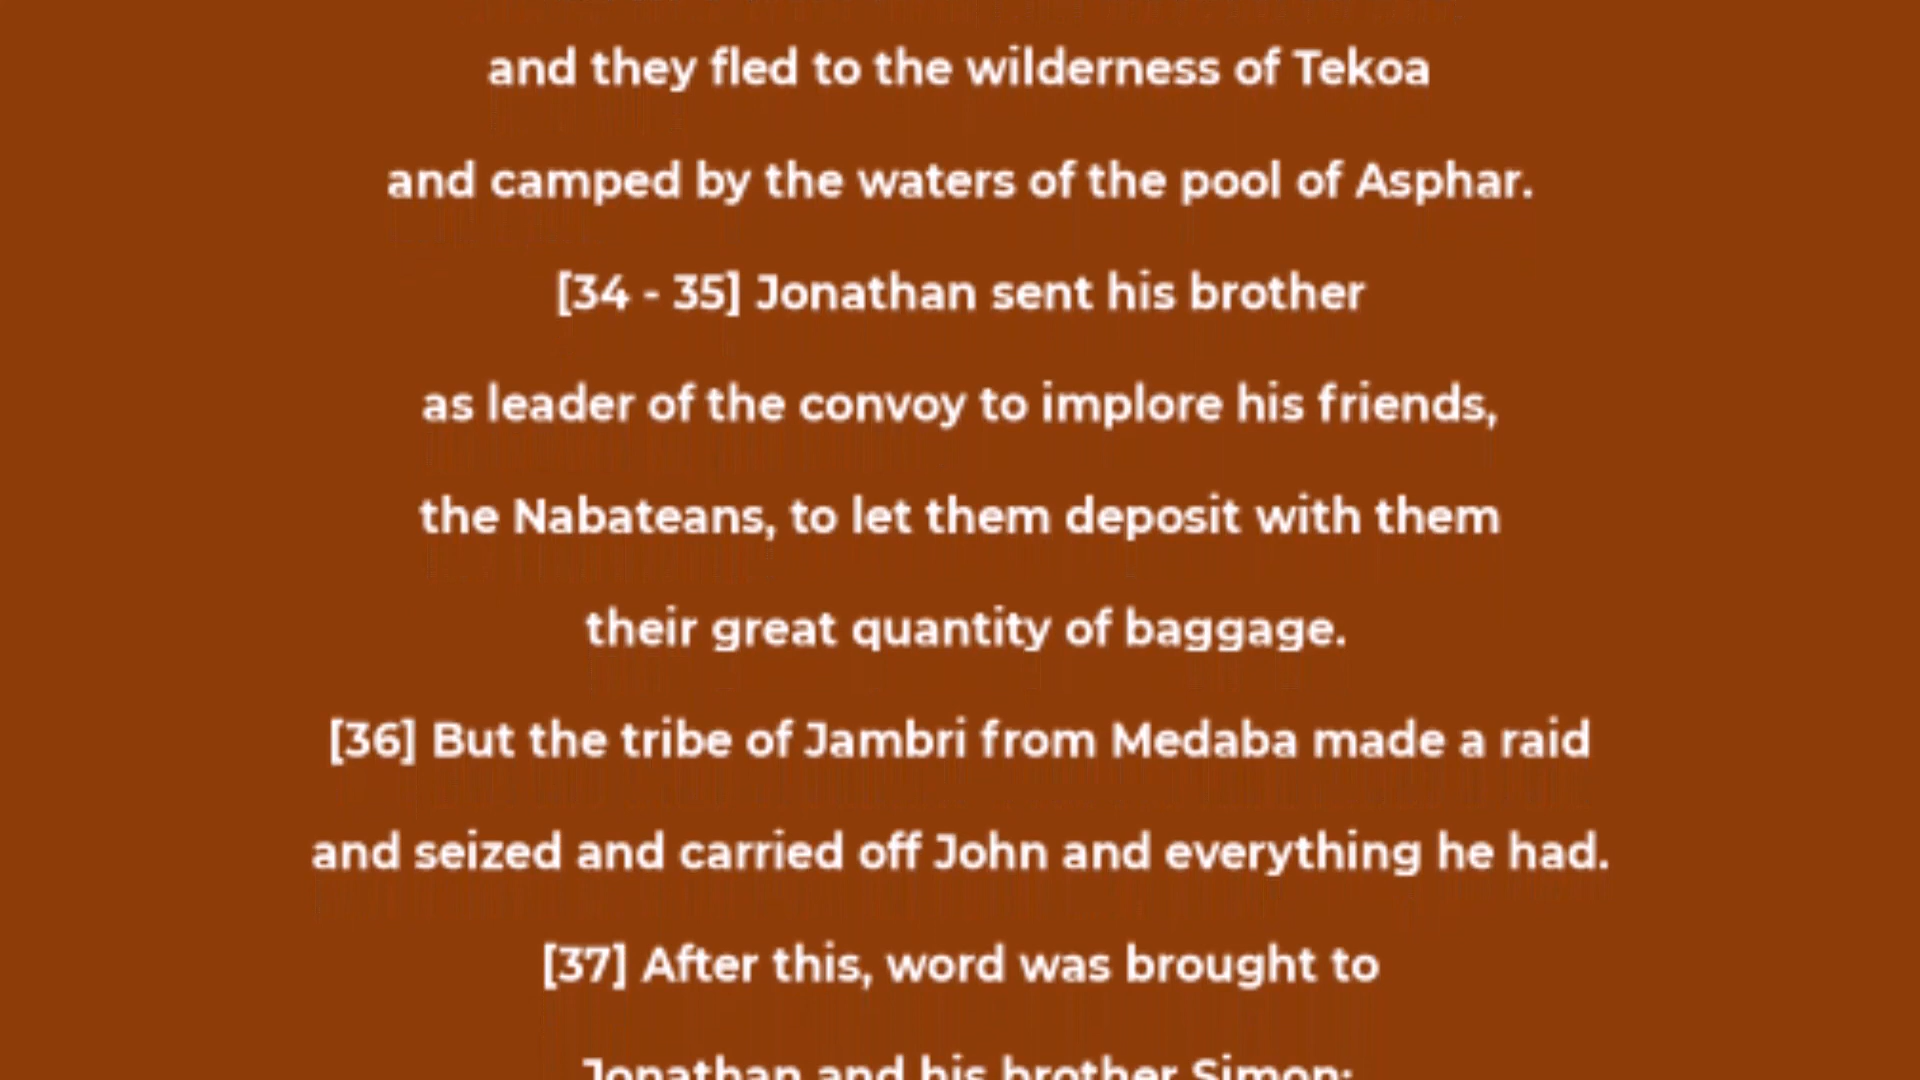 and they fled to the wilderness of Tekoa
and camped by the waters of the pool of Asphar.
[34 - 35] Jonathan sent his brother
as leader of the convoy to implore his friends,
the Nabateans, to let them deposit with them
their great quantity of baggage.
[36] But the tribe of Jambri from Medaba made a raid
and seized and carried off John and everything he had.
[37] After this, word was brought to
Jonathan and his brother Simon: